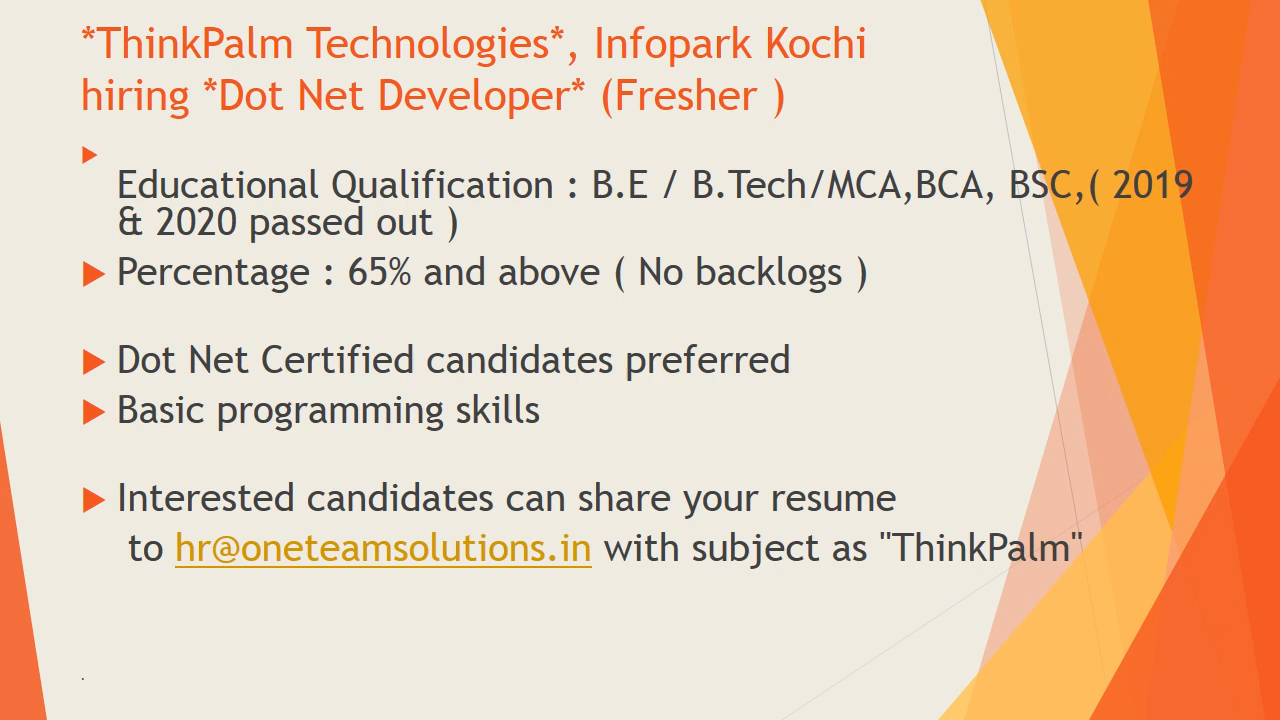 *ThinkPalm Technologies*, Infopark Kochi
hiring *Dot Net Developer* (Fresher )
Educational Qualification : B.E / B.Tech/MCA,BCA, BSC,( 2019
& 2020 passed out )
Percentage : 65% and above ( No backlogs )
Dot Net Certified candidates preferred
Basic programming skills
Interested candidates can share your resume
to hr@oneteamsolutions.in with subject as "ThinkPalm"
.